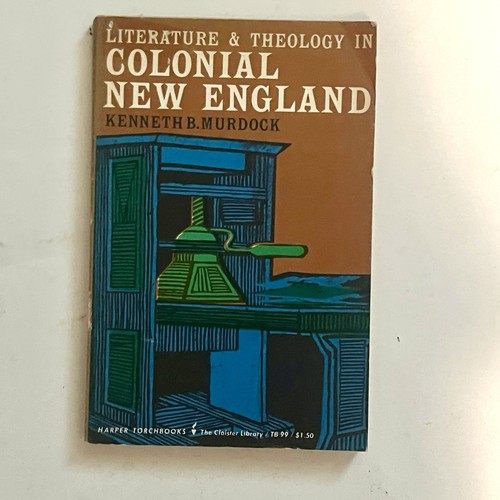 LITERATURE & THEOLOGY IN
COLONIAL
NEW ENGLAND
KENNETH B. MURDOCK
HARPER TORCHBOOKS The Cloister Library / TB 99 / $1.50